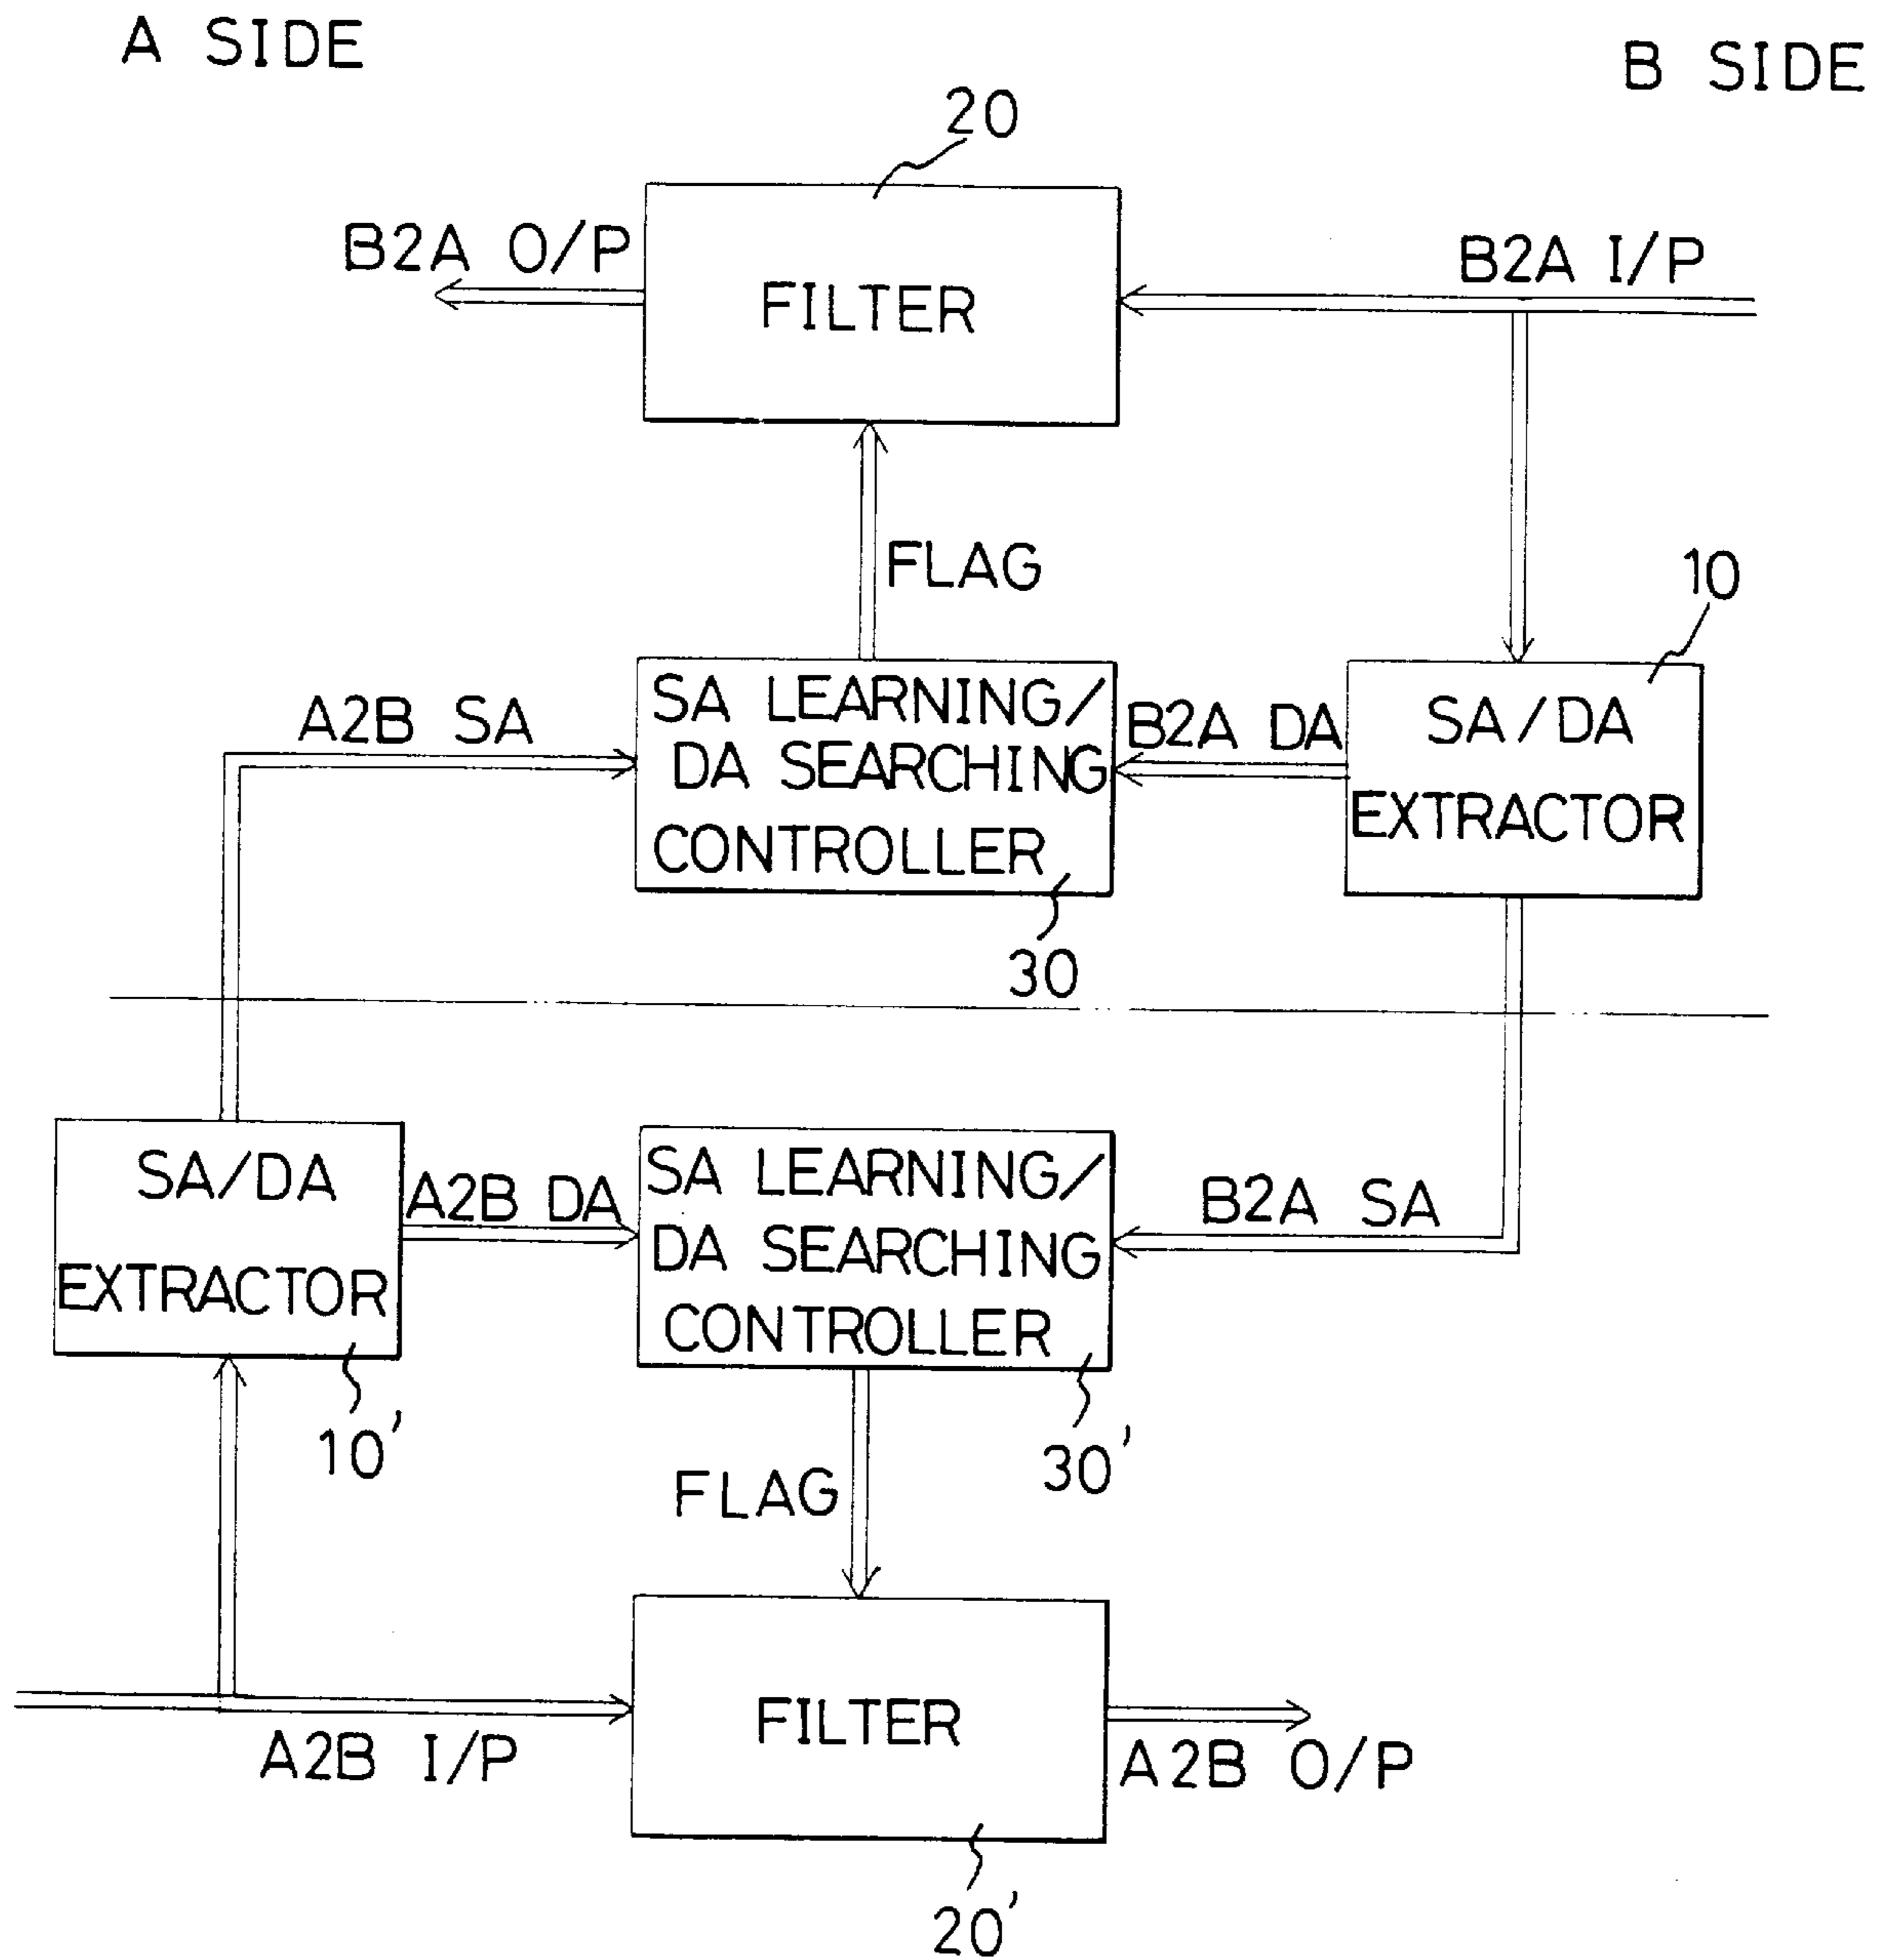 A SIDE
B SIDE
20
B2A O/P
FILTER
B2A I/P
FLAG
10
A2B SA
SA LEARNING/
DA SEARCHING
CONTROLLER
B2A DA
SA/DA
EXTRACTOR
30
SA/DA
EXTRACTOR
A2B DA
SA LEARNING/
DA SEARCHING
CONTROLLER
B2A SA
10'
30'
FLAG
A2B I/P
FILTER
A2B O/P
20'